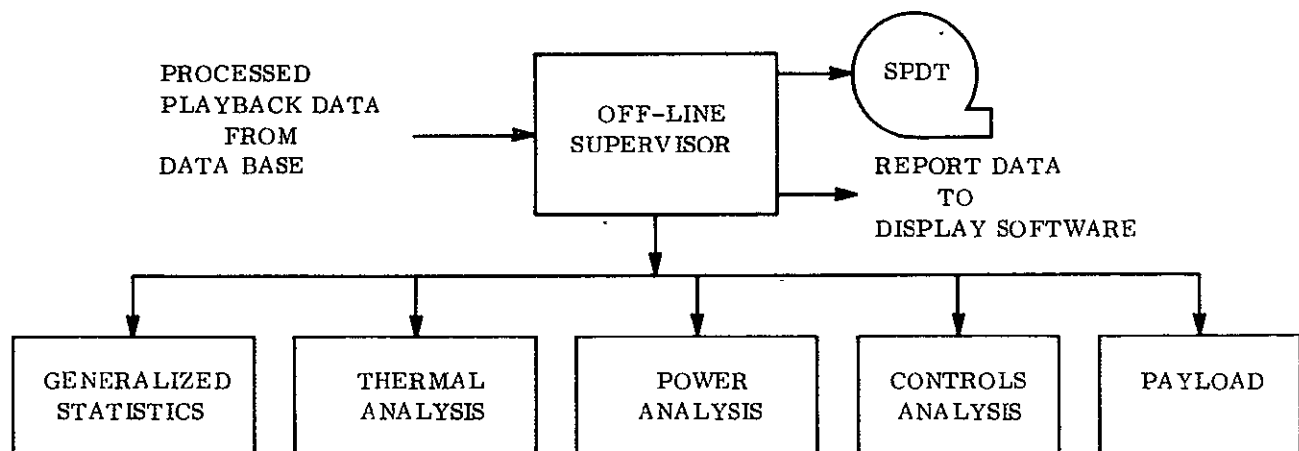 PROCESSED
PLAYBACK DATA
FROM
DATA BASE
OFF-LINE
SUPERVISOR
SPDT
REPORT DATA
TO
DISPLAY SOFTWARE
GENERALIZED
STATISTICS
THERMAL
ANALYSIS
POWER
ANALYSIS
CONTROLS
ANALYSIS
PAYLOAD